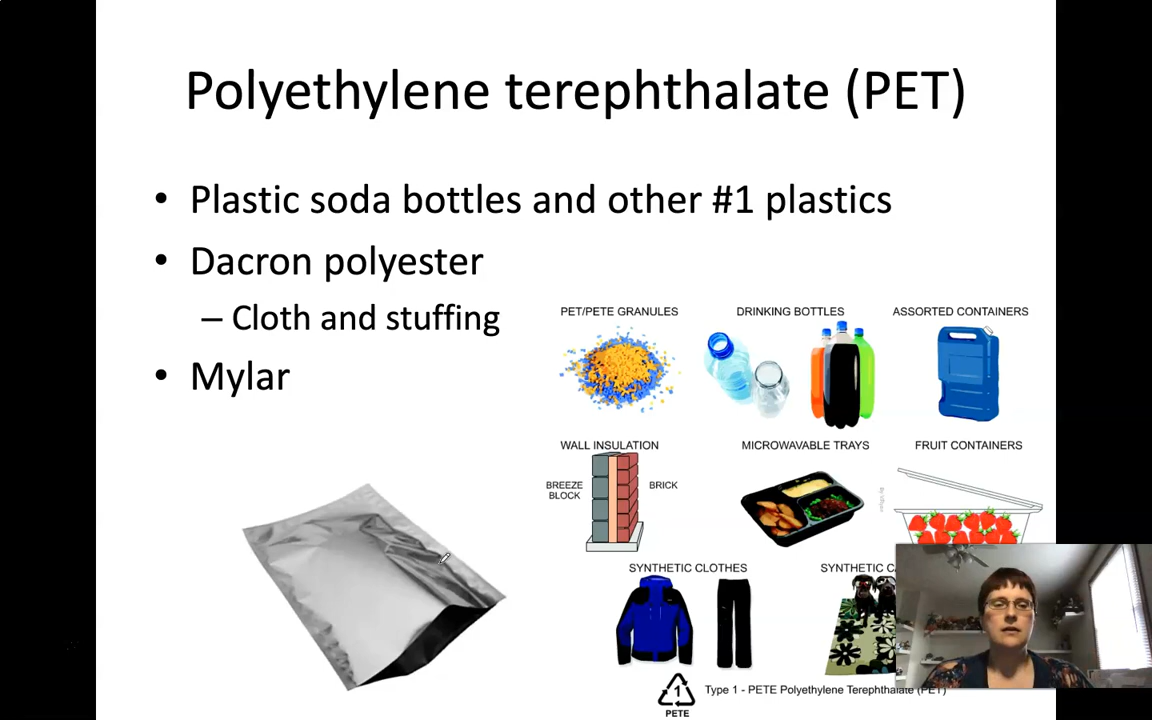 Polyethylene terephthalate (PET)
• Plastic soda bottles and other #1 plastics
• Dacron polyester
– Cloth and stuffing
• Mylar
PET/PETE GRANULES
DRINKING BOTTLES
ASSORTED CONTAINERS
WALL INSULATION
MICROWAVABLE TRAYS
FRUIT CONTAINERS
BREEZE
BLOCK
BRICK
SYNTHETIC CLOTHES
SYNTHETIC
1
PETE
Type 1 - PETE Polyethylene Terephthalate (PET)